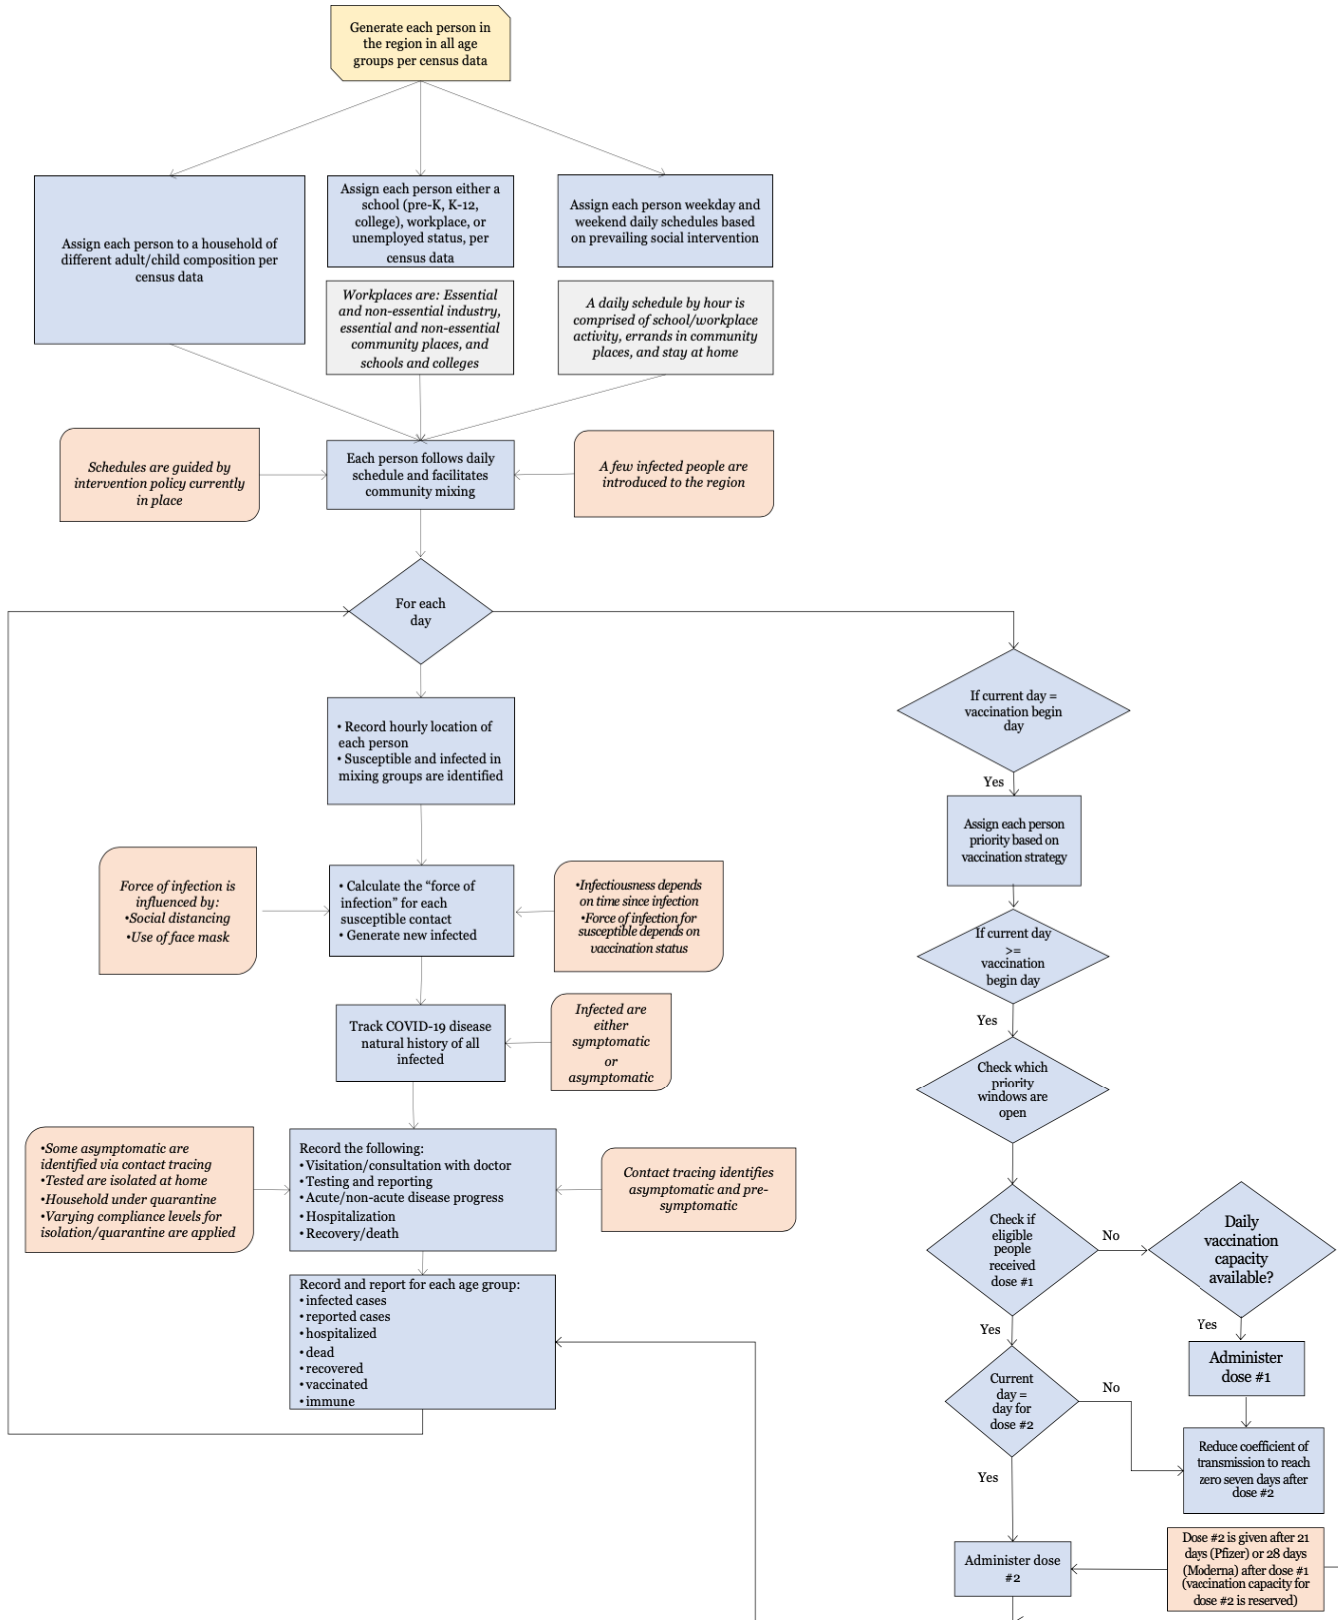 Generate each person in
the region in all age
groups per census data
Assign each person to a household of
different adult/child composition per
census data
Assign each person either a
school (pre-K, K-12,
college), workplace, or
unemployed status, per
census data
Assign each person weekday and
weekend daily schedules based
on prevailing social intervention
Workplaces are: Essential
and non-essential industry,
essential and non-essential
community places, and
schools and colleges
A daily schedule by hour is
comprised of school/workplace
activity, errands in community
places, and stay at home
Schedules are guided by
intervention policy currently
in place
Each person follows daily
schedule and facilitates
community mixing
A few infected people are
introduced to the region
For each
day
If current day =
vaccination begin
day
Yes
• Record hourly location of
each person
• Susceptible and infected in
mixing groups are identified
Assign each person
priority based on
vaccination strategy
Force of infection is
influenced by:
•Social distancing
•Use of face mask
• Calculate the “force of
infection” for each
susceptible contact
• Generate new infected
•Infectiousness depends
on time since infection
•Force of infection for
susceptible depends on
vaccination status
If current day
>=
vaccination
begin day
Yes
Track COVID-19 disease
natural history of all
infected
Infected are
either
symptomatic
or
asymptomatic
Check which
priority
windows are
open
•Some asymptomatic are
identified via contact tracing
•Tested are isolated at home
•Household under quarantine
•Varying compliance levels for
isolation/quarantine are applied
Record the following:
•Visitation/consultation with doctor
•Testing and reporting
•Acute/non-acute disease progress
•Hospitalization
•Recovery/death
Contact tracing identifies
asymptomatic and pre-
symptomatic
Check if
eligible
people
received
dose #1
No
Daily
vaccination
capacity
available?
Yes
Yes
Record and report for each age group:
•infected cases
•reported cases
•hospitalized
•dead
•recovered
•vaccinated
•immune
Administer
dose #1
Current
day =
day for
dose #2
No
Reduce coefficient of
transmission to reach
zero seven days after
dose #2
Yes
Administer dose
#2
Dose #2 is given after 21
days (Pfizer) or 28 days
(Moderna) after dose #1
(vaccination capacity for
dose #2 is reserved)